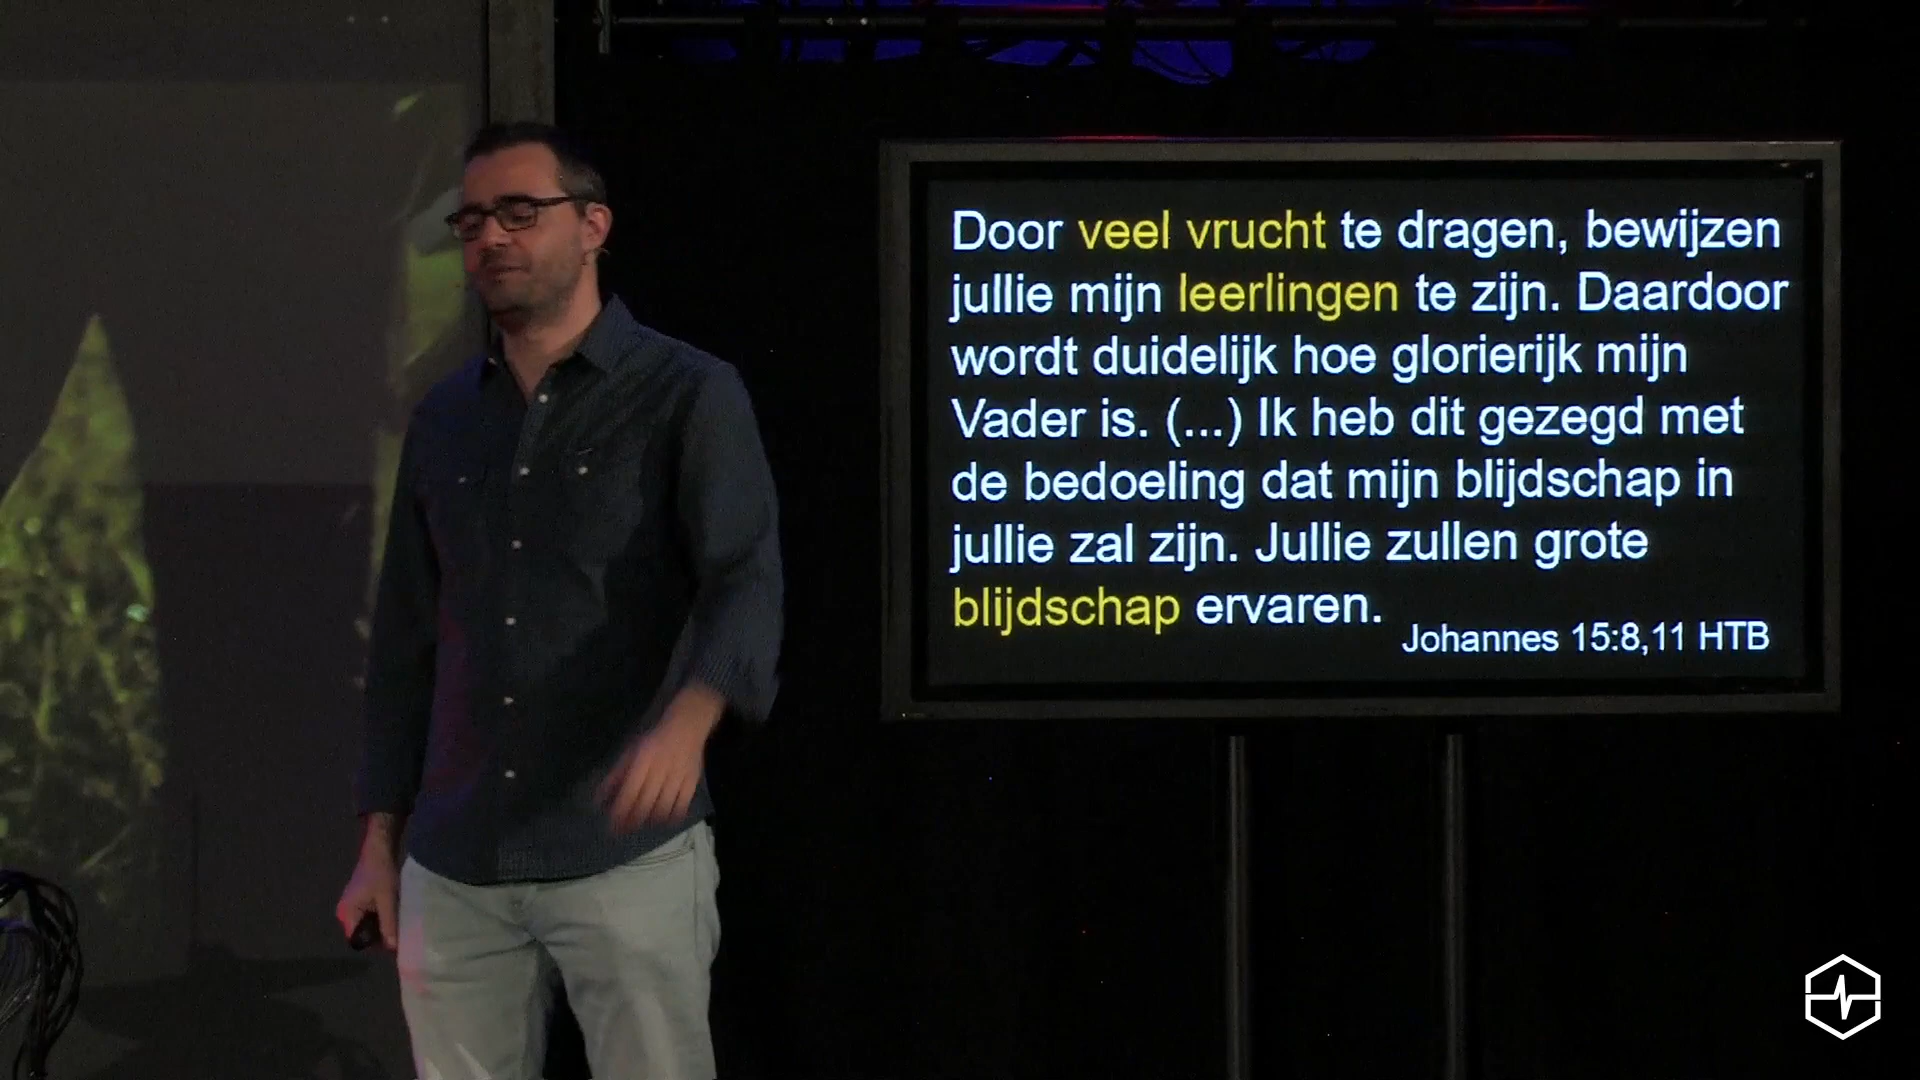 Door veel vrucht te dragen, bewijzen
jullie mijn leerlingen te zijn. Daardoor
wordt duidelijk hoe glorierijk mijn
Vader is. (...) Ik heb dit gezegd met
de bedoeling dat mijn blijdschap in
jullie zal zijn. Jullie zullen grote
blijdschap ervaren.
Johannes 15:8,11 HTB